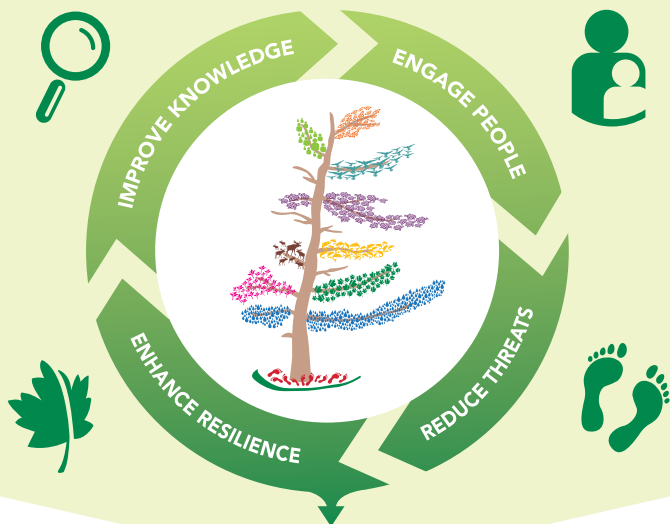 IMPROVE KNOWLEDGE
ENGAGE PEOPLE
REDUCE THREATS
ENHANCE RESILIENCE